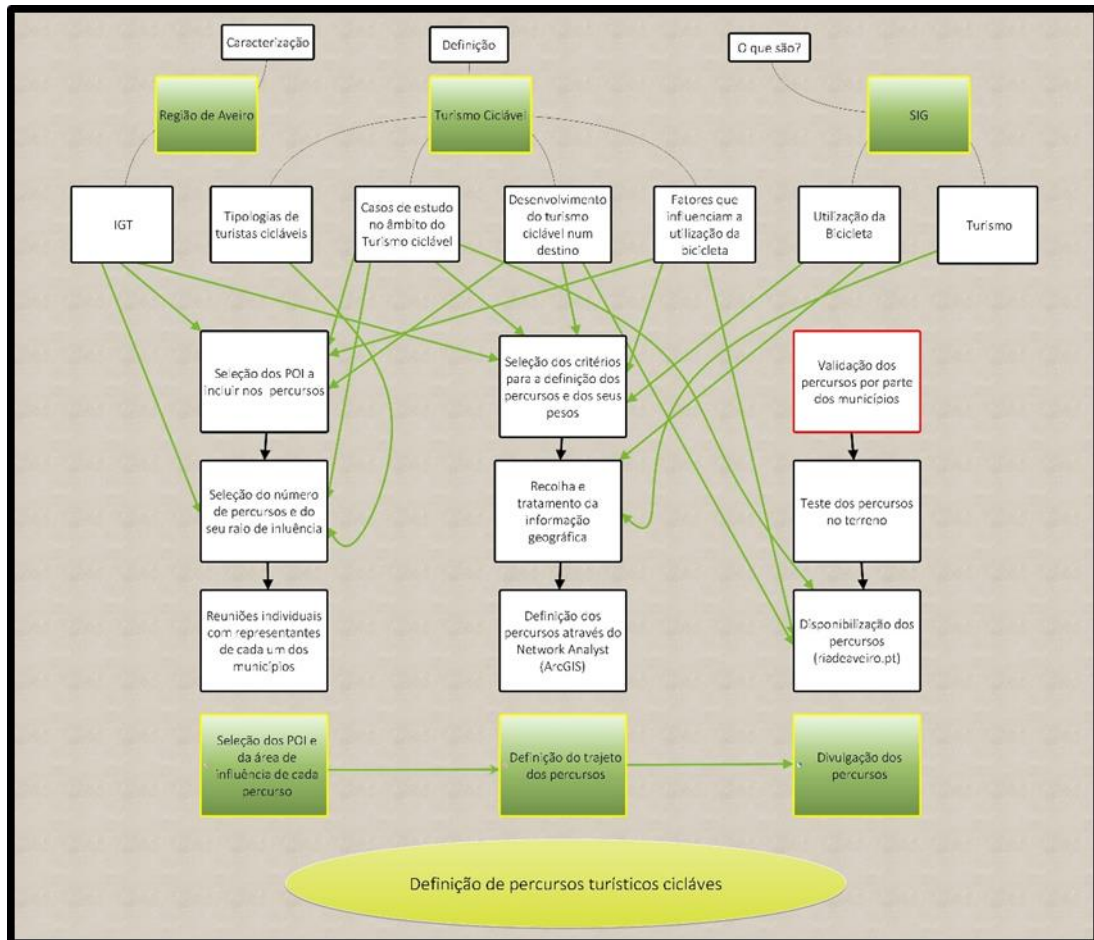 Caracterização
Definição
O que são?
Região de Aveiro
Turismo Ciclável
SIG
IGT
Tipologias de
turistas cicláveis
Casos de estudo
no âmbito do
Turismo ciclável
Desenvolvimento
do turismo
ciclável num
destino
Fatores que
influenciam a
utilização da
bicicleta
Utilização da
Bicicleta
Turismo
Seleção dos POI a
incluir nos percursos
Seleção dos critérios
para a definição dos
percursos e dos seus
pesos
Validação dos
percursos por parte
dos municípios
Seleção do número
de percursos e do
seu raio de inluência
Recolha e
tratamento da
informação
geográfica
Teste dos percursos
no terreno
Reuniões individuais
com representantes
de cada um dos
municípios
Definição dos
percursos através do
Network Analyst
(ArcGIS)
Disponibilização dos
percursos
(riadeaveiro.pt)
Seleção dos POI e
da área de
influência de cada
percurso
Definição do trajeto
dos percursos
Divulgação dos
percursos
Definição de percursos turísticos cicláves